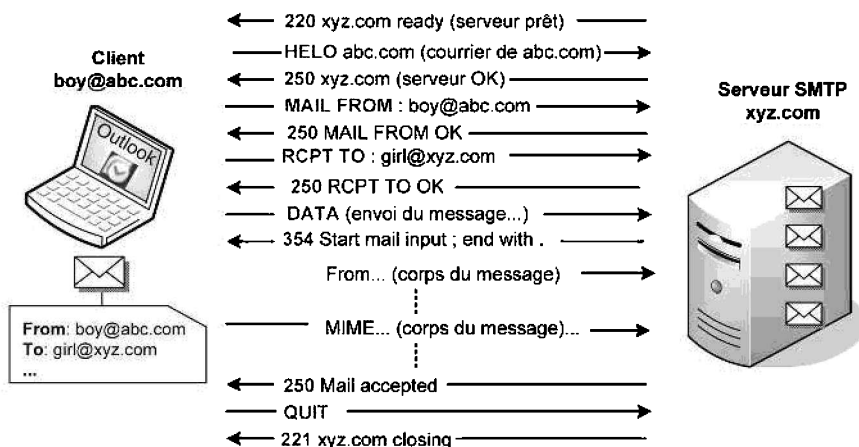 220 xyz.com ready (serveur prêt)
HELO abc.com (courrier de abc.com)
Client
boy@abc.com
250 xyz.com (serveur OK)
MAIL FROM : boy@abc.com
Serveur SMTP
xyz.com
Outlook
250 MAIL FROM OK
RCPT TO : girl@xyz.com
250 RCPT TO OK
DATA (envoi du message...)
354 Start mail input ; end with .
From... (corps du message)
From: boy@abc.com
To: girl@xyz.com
...
MIME... (corps du message)...
250 Mail accepted
QUIT
221 xyz.com closing